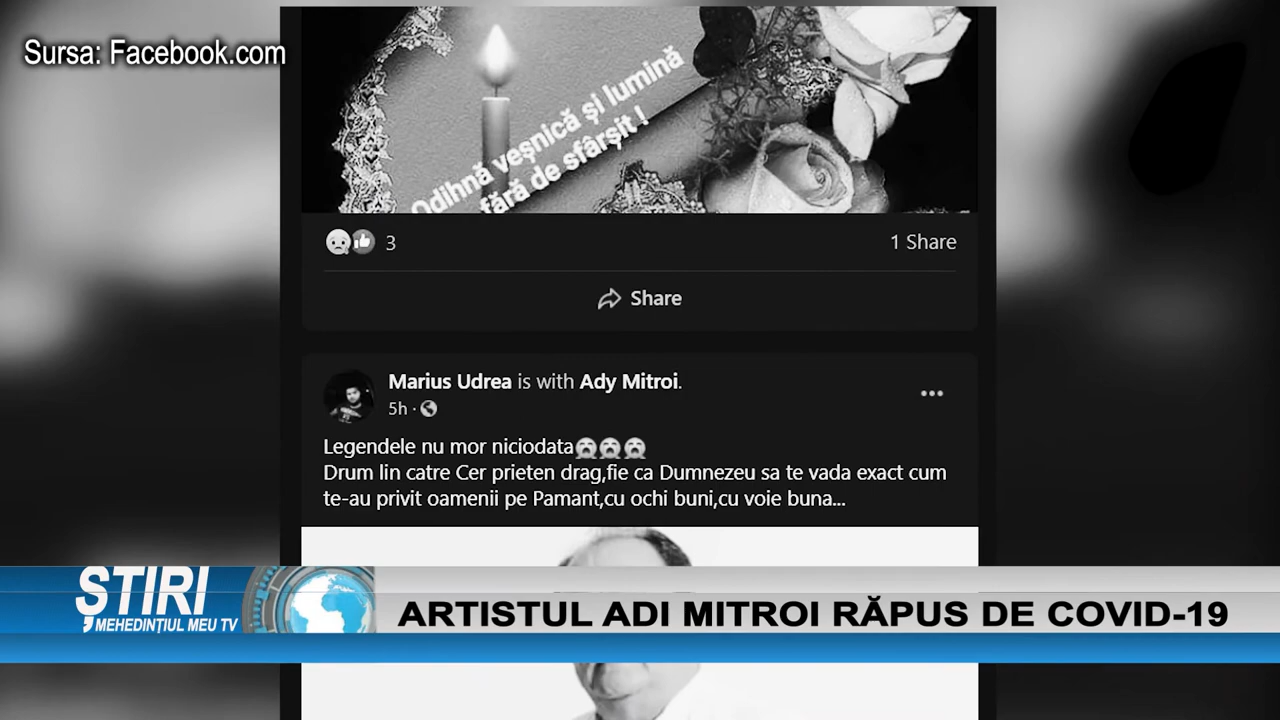 Sursa: Facebook.com
Odihnă veșnică și lumină
fără de sfârșit !
3
1 Share
Share
Marius Udrea is with Ady Mitroi.
5h ·
Legendele nu mor niciodata
Drum lin catre Cer prieten drag,fie ca Dumnezeu sa te vada exact cum
te-au privit oamenii pe Pamant,cu ochi buni,cu voie buna...
ȘTIRI
MEHEDINȚIUL MEU TV
ARTISTUL ADI MITROI RĂPUS DE COVID-19